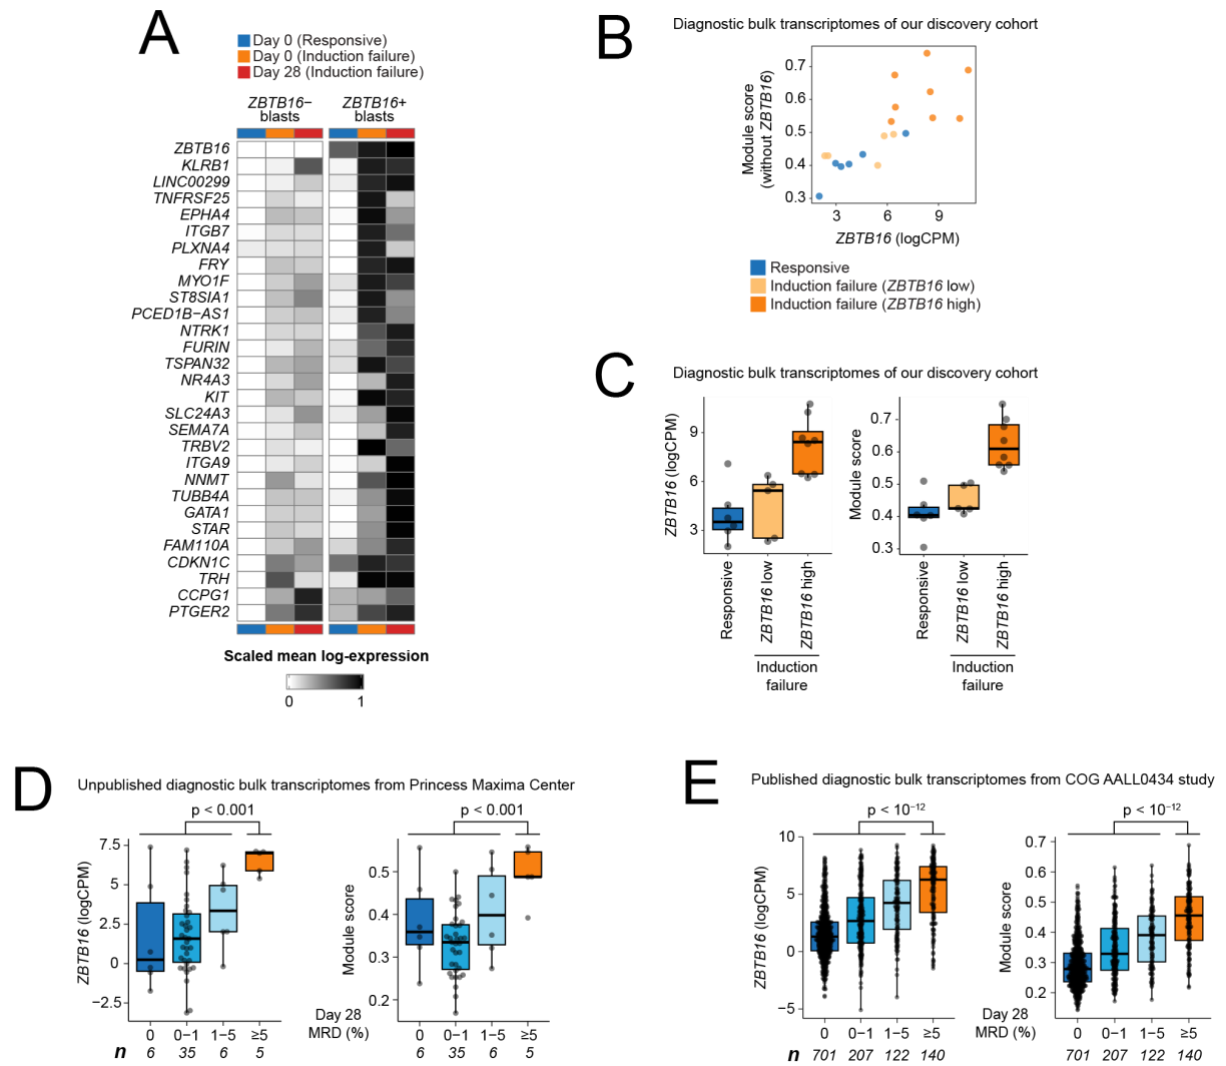 A
Day 0 (Responsive)
Day 0 (Induction failure)
Day 28 (Induction failure)
ZBTB16−
blasts
ZBTB16+
blasts
ZBTB16
KLRB1
LINC00299
TNFRSF25
EPHA4
ITGB7
PLXNA4
FRY
MYO1F
ST8SIA1
PCED1B−AS1
NTRK1
FURIN
TSPAN32
NR4A3
KIT
SLC24A3
SEMA7A
TRBV2
ITGA9
NNMT
TUBB4A
GATA1
STAR
FAM110A
CDKN1C
TRH
CCPG1
PTGER2
Scaled mean log-expression
0 1
B
Diagnostic bulk transcriptomes of our discovery cohort
Module score
(without ZBTB16)
0.7
0.6
0.5
0.4
0.3
3 6 9
ZBTB16 (logCPM)
Responsive
Induction failure (ZBTB16 low)
Induction failure (ZBTB16 high)
C
Diagnostic bulk transcriptomes of our discovery cohort
ZBTB16 (logCPM)
9
6
3
Responsive
ZBTB16 low
ZBTB16 high
Induction
failure
Module score
0.7
0.6
0.5
0.4
0.3
Responsive
ZBTB16 low
ZBTB16 high
Induction
failure
D
Unpublished diagnostic bulk transcriptomes from Princess Maxima Center
p < 0.001
ZBTB16 (logCPM)
7.5
5
2.5
0
−2.5
0 0−1 1−5 ≥5
n 6 35 6 5
p < 0.001
Module score
0.5
0.4
0.3
0.2
Day 28
MRD (%)
0 0−1 1−5 ≥5
6 35 6 5
E
Published diagnostic bulk transcriptomes from COG AALL0434 study
p < 10−12
ZBTB16 (logCPM)
10
5
0
−5
0 0−1 1−5 ≥5
n 701 207 122 140
p < 10−12
Module score
0.7
0.6
0.5
0.4
0.3
0.2
Day 28
MRD (%)
0 0−1 1−5 ≥5
701 207 122 140